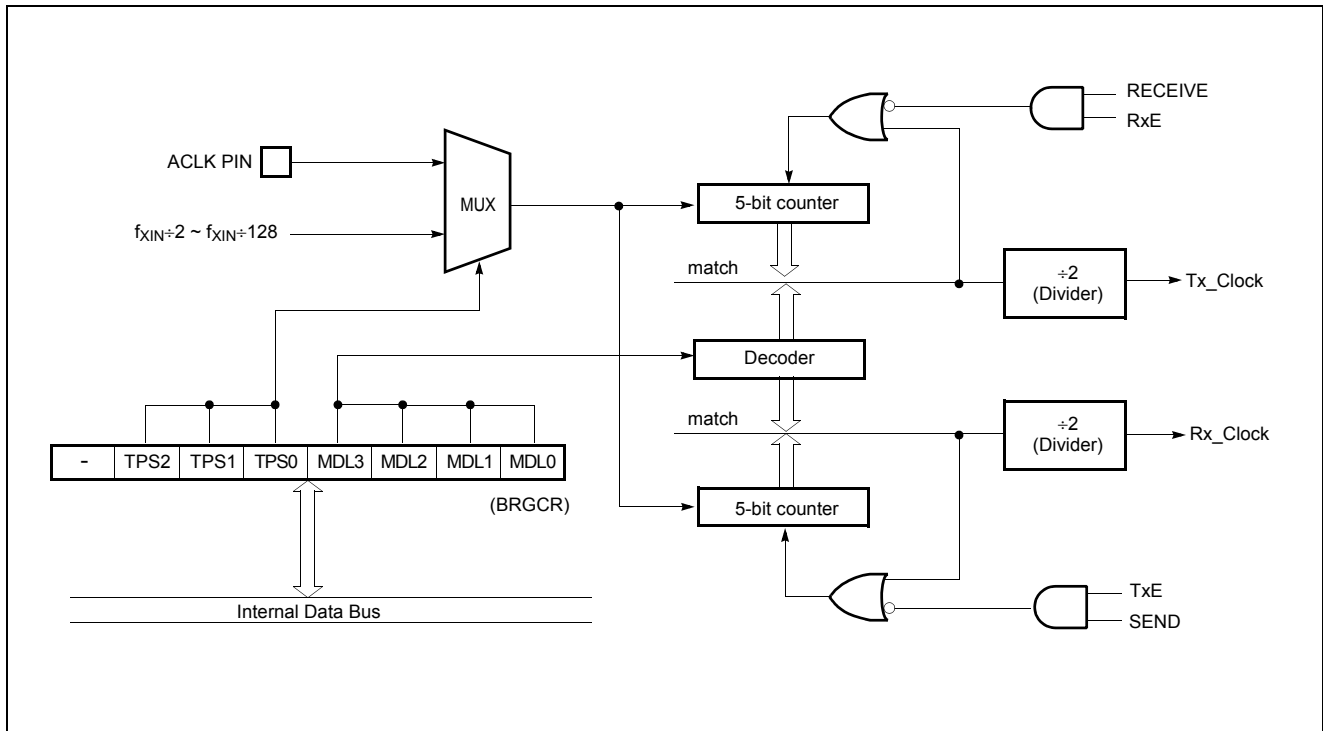 RECEIVE
RxE
ACLK PIN
MUX
5-bit counter
fXIN÷2 ~ fXIN÷128
match
÷2
(Divider)
Tx_Clock
Decoder
match
÷2
(Divider)
Rx_Clock
- TPS2 TPS1 TPS0 MDL3 MDL2 MDL1 MDL0
(BRGCR)
5-bit counter
TxE
SEND
Internal Data Bus